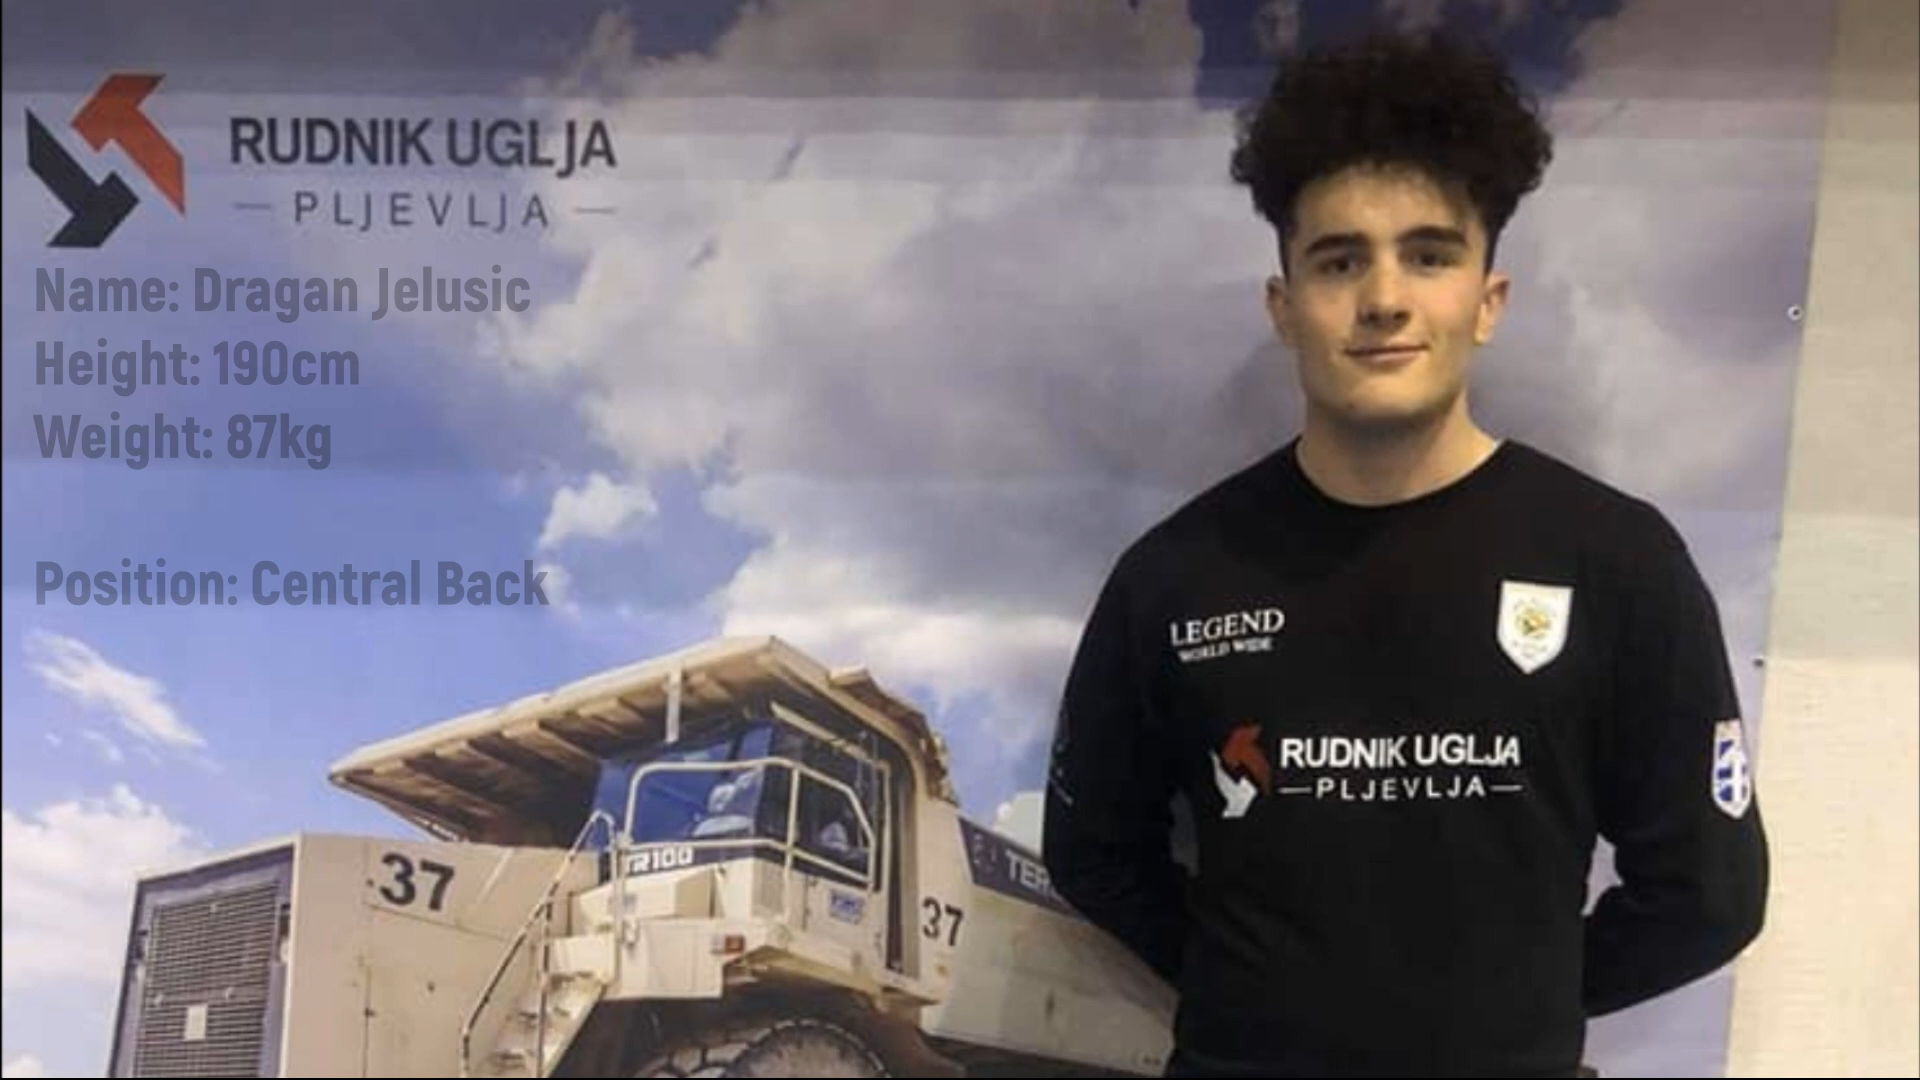 RUDNIK UGLJA
— PLJEVLJA —
Name: Dragan Jelusic
Height: 190cm
Weight: 87kg
Position: Central Back
LEGEND
WORLD WIDE
RUDNIK UGLJA
—PLJEVLJA—
37
TR100
37